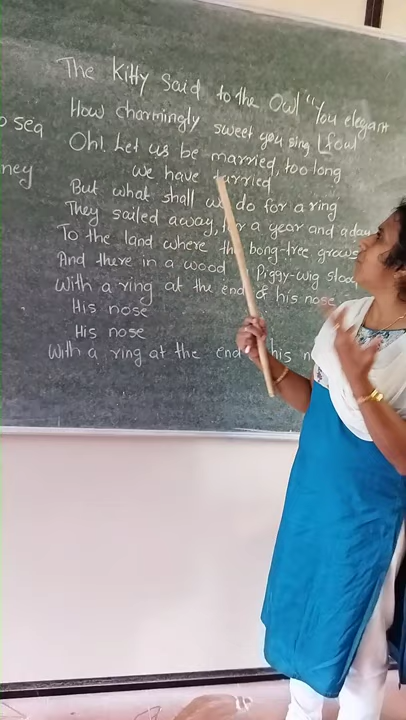 o sea
ney
The Kitty Said to the Owl "You elegant
Lfoul
How charmingly sweet you sing
Oh!. Let us be married, too long
we have tarried
But what shall we do for a ring
They sailed away, for a year and a day
To the land where the bong-tree grows
And there in a wood Piggy-wig stood
With a ring at the end of his nose
His nose
His nose
With a ring at the end his n